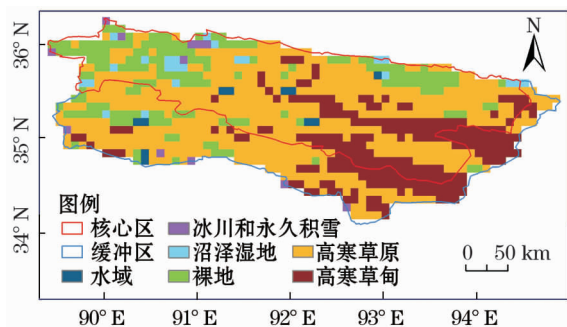 N
36° N
35° N
34° N
图例
核心区
冰川和永久积雪
缓冲区
沼泽湿地
高寒草原
水域
裸地
高寒草甸
0 50 km
90° E
91° E
92° E
93° E
94° E